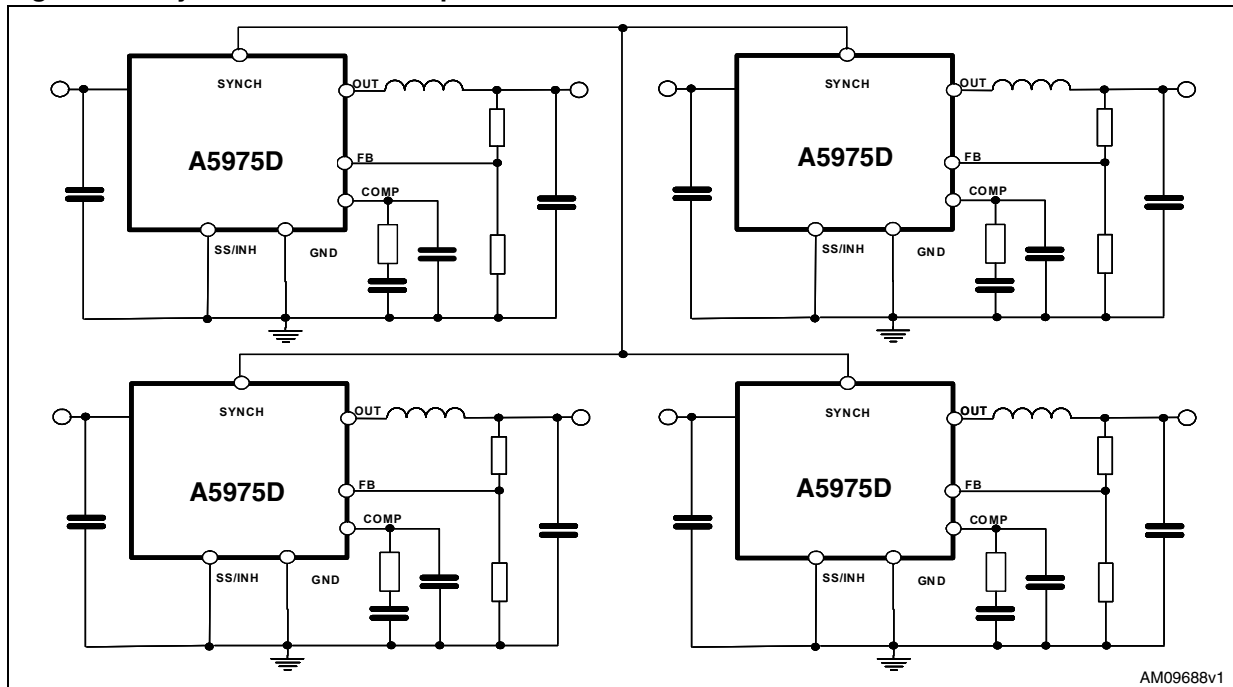 SYNCH
OUT
A5975D
FB
COMP
SS/INH
GND
SYNCH
OUT
A5975D
FB
COMP
SS/INH
GND
SYNCH
OUT
A5975D
FB
COMP
SS/INH
GND
SYNCH
OUT
A5975D
FB
COMP
SS/INH
GND
AM09688v1